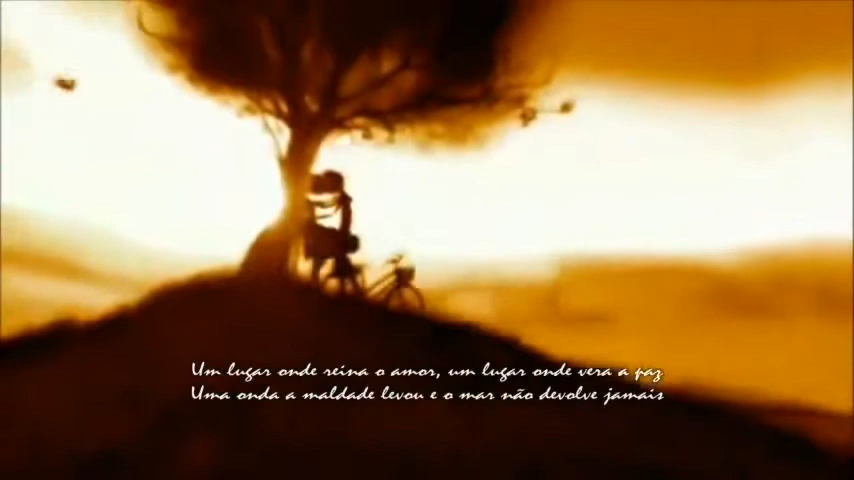 Um lugar onde reina o amor, um lugar onde vera a paz
Uma onda a maldade levou e o mar não devolve jamais